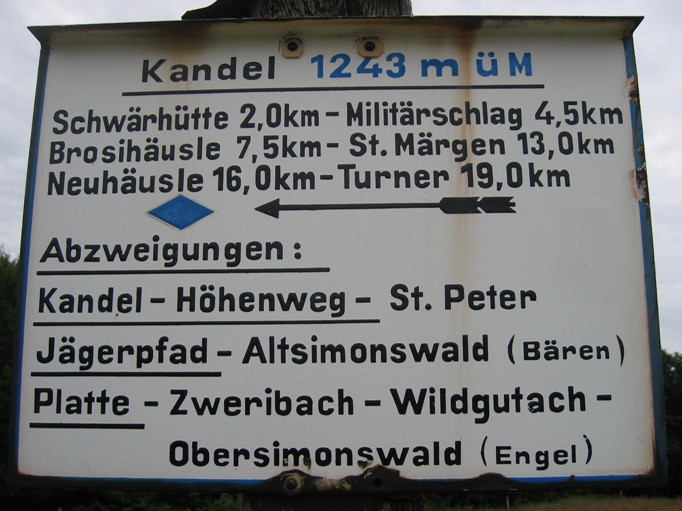 Kandel 1243 m ü M
Schwärhütte 2,0km – Militärschlag 4,5km
Brosihäusle 7,5km – St. Märgen 13,0km
Neuhäusle 16,0km – Turner 19,0km
Abzweigungen :
Kandel – Höhenweg – St. Peter
Jägerpfad – Altsimonswald (Bären)
Platte – Zweribach – Wildgutach –
Obersimonswald (Engel)